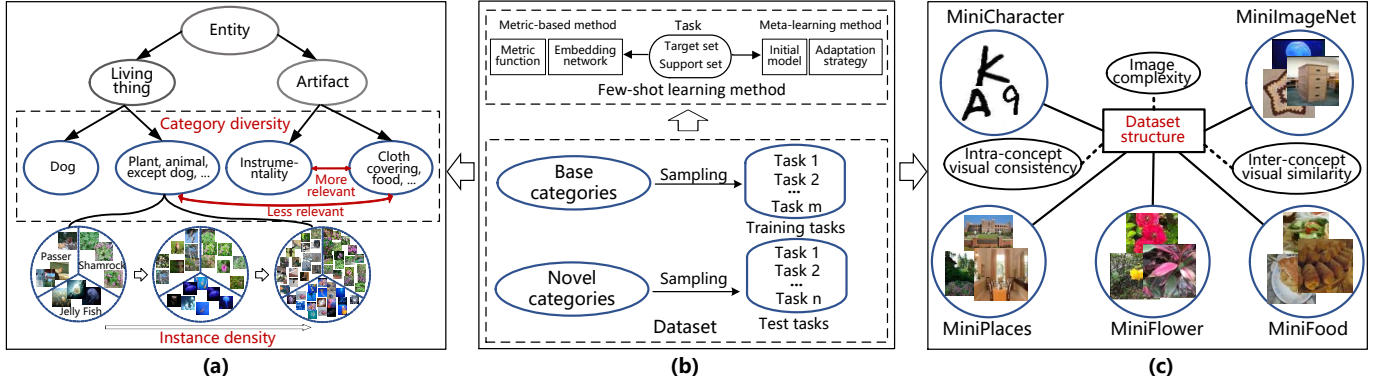 Entity
Living
thing
Artifact
Category diversity
Dog
Plant, animal,
except dog, ...
Instrume-
ntality
Cloth
covering,
food, ...
More
relevant
Less relevant
Passer
Shamrock
Jelly Fish
Instance density
(a)
Metric-based method
Task
Meta-learning method
Metric
function
Embedding
network
Target set
Support set
Initial
model
Adaptation
strategy
Few-shot learning method
Base
categories
Sampling
Task 1
Task 2
...
Task m
Training tasks
Novel
categories
Sampling
Task 1
Task 2
...
Task n
Test tasks
Dataset
(b)
MiniCharacter
MiniImageNet
K
A 9
Image
complexity
Dataset
structure
Intra-concept
visual consistency
Inter-concept
visual similarity
MiniPlaces
MiniFlower
MiniFood
(c)